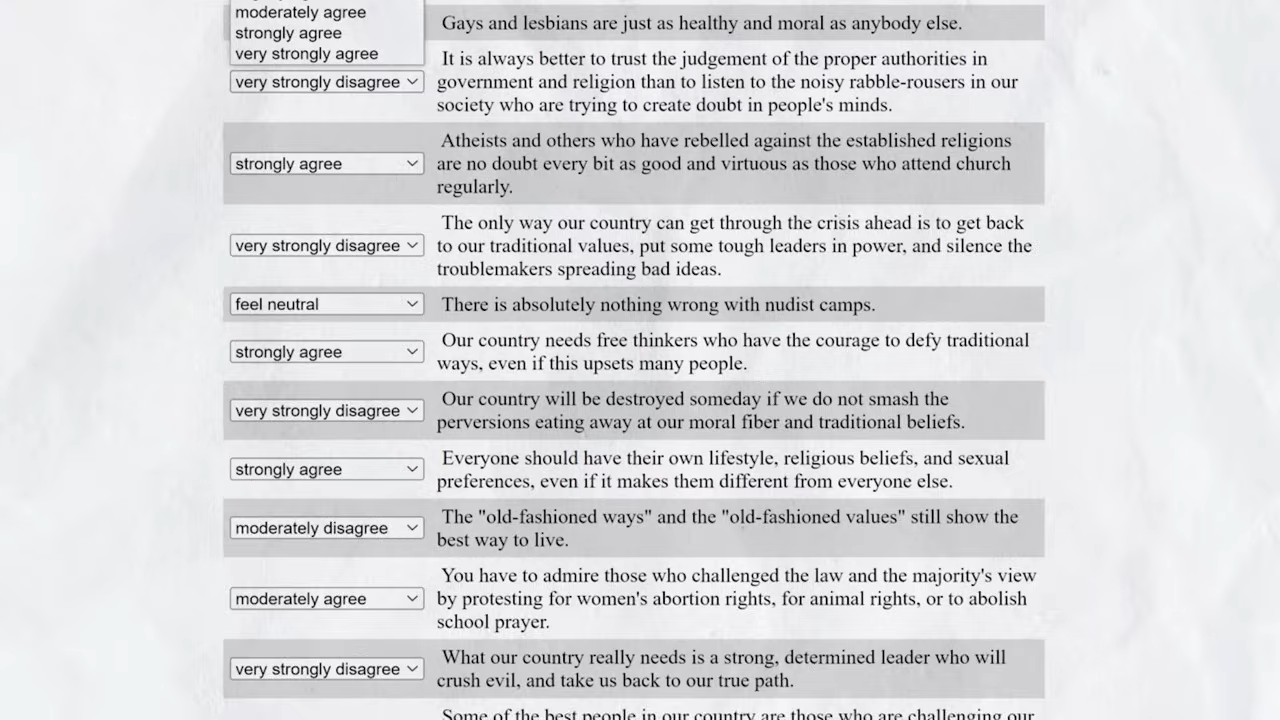 moderately agree
strongly agree
very strongly agree
Gays and lesbians are just as healthy and moral as anybody else.
very strongly disagree
It is always better to trust the judgement of the proper authorities in
government and religion than to listen to the noisy rabble-rousers in our
society who are trying to create doubt in people's minds.
strongly agree
Atheists and others who have rebelled against the established religions
are no doubt every bit as good and virtuous as those who attend church
regularly.
very strongly disagree
The only way our country can get through the crisis ahead is to get back
to our traditional values, put some tough leaders in power, and silence the
troublemakers spreading bad ideas.
feel neutral
There is absolutely nothing wrong with nudist camps.
strongly agree
Our country needs free thinkers who have the courage to defy traditional
ways, even if this upsets many people.
very strongly disagree
Our country will be destroyed someday if we do not smash the
perversions eating away at our moral fiber and traditional beliefs.
strongly agree
Everyone should have their own lifestyle, religious beliefs, and sexual
preferences, even if it makes them different from everyone else.
moderately disagree
The "old-fashioned ways" and the "old-fashioned values" still show the
best way to live.
moderately agree
You have to admire those who challenged the law and the majority's view
by protesting for women's abortion rights, for animal rights, or to abolish
school prayer.
very strongly disagree
What our country really needs is a strong, determined leader who will
crush evil, and take us back to our true path.
Some of the best people in our country are those who are challenging our